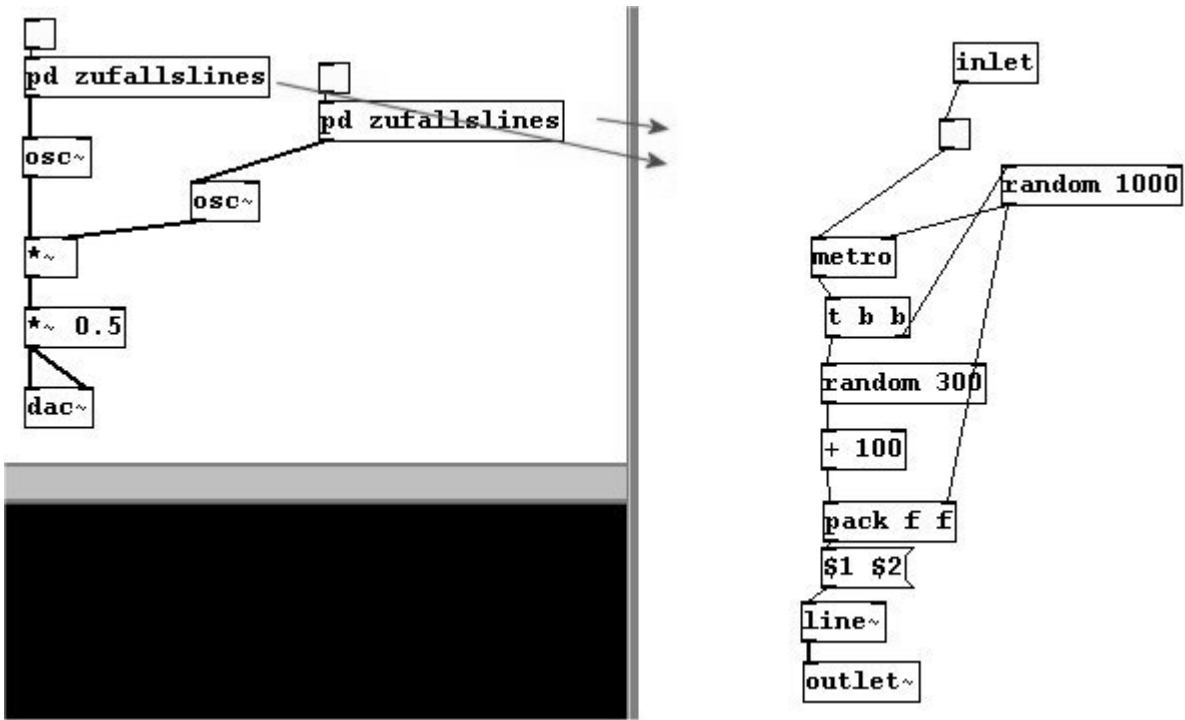 pd zufallslines
pd zufallslines
osc~
osc~
*~
*~ 0.5
dac~
inlet
random 1000
metro
t b b
random 300
+ 100
pack f f
$1 $2
line~
outlet~